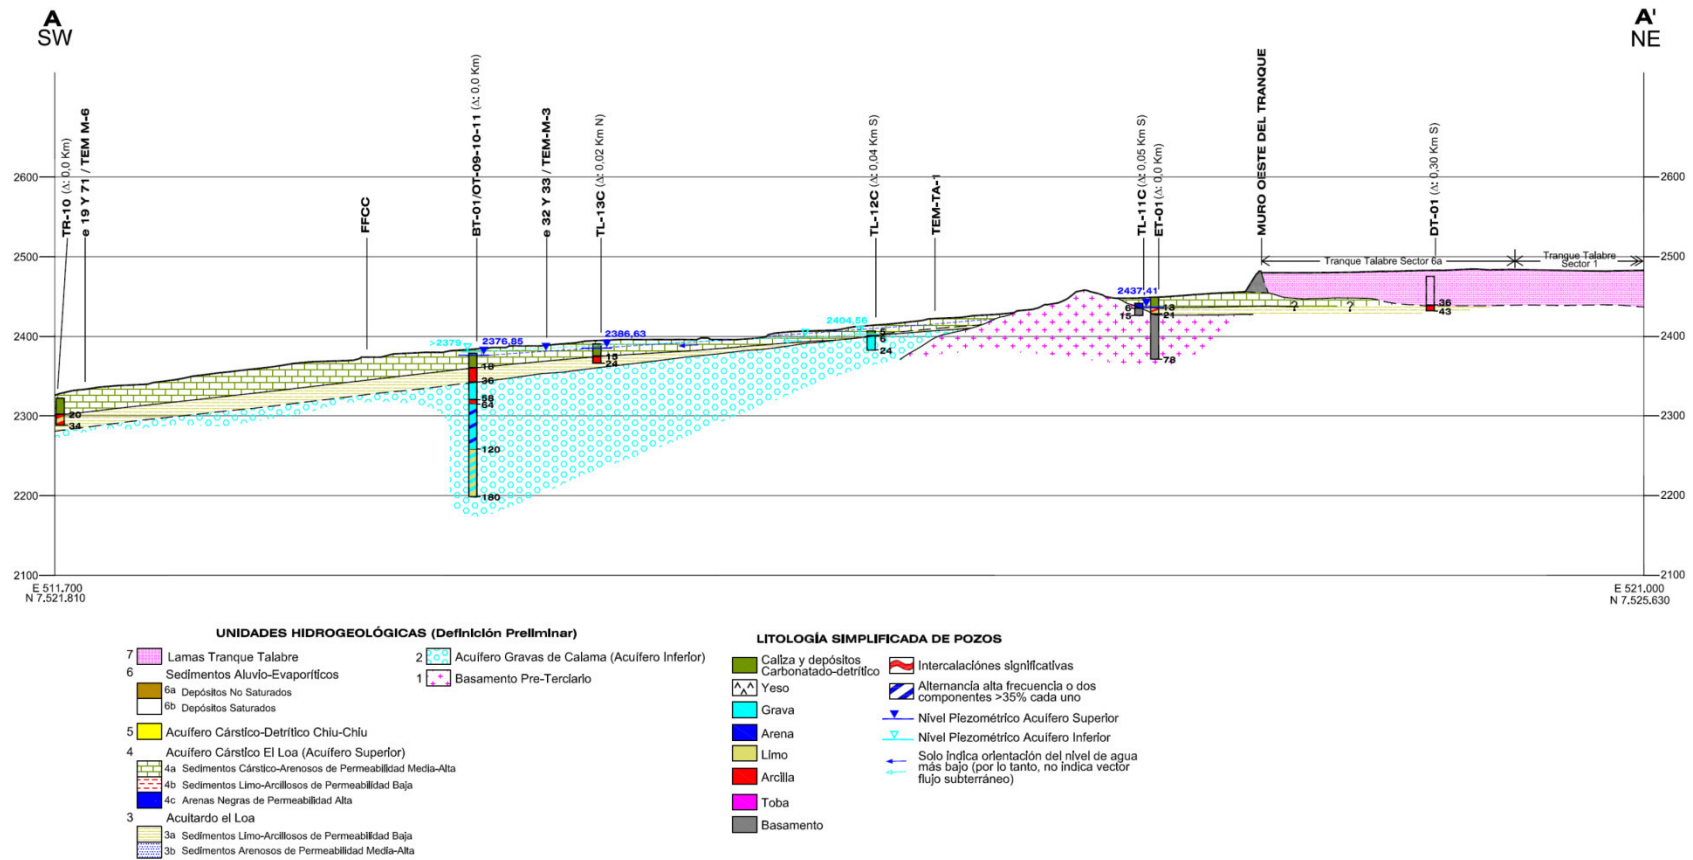 A
SW
A'
NE
TR-10 (Δ: 0,0 Km)
e 19 Y 71 / TEM M-6
FFCC
BT-01/OT-09-10-11 (Δ: 0,0 Km)
e 32 Y 33 / TEM-M-3
TL-13C (Δ: 0,02 Km N)
TL-12C (Δ: 0,04 Km S)
TEM-TA-1
TL-11C (Δ: 0,05 Km S)
ET-01 (Δ: 0,0 Km)
MURO OESTE DEL TRANQUE
DT-01 (Δ: 0,30 Km S)
2600
2600
2500
2500
Tranque Talabre Sector 6a
Tranque Talabre
Sector 1
2400
2400
2300
2300
2200
2200
2100
2100
>2379
2376,85
2386,63
2404,56
2437,41
20
34
18
36
58
64
120
180
15
24
5
6
24
6
15
13
21
78
36
43
?
?
E 511.700
N 7.521.810
E 521.000
N 7.525.630
UNIDADES HIDROGEOLÓGICAS (Definición Preliminar)
7 Lamas Tranque Talabre
6 Sedimentos Aluvio-Evaporíticos
6a Depósitos No Saturados
6b Depósitos Saturados
5 Acuífero Cárstico-Detrítico Chiu-Chiu
4 Acuífero Cárstico El Loa (Acuífero Superior)
4a Sedimentos Cárstico-Arenosos de Permeabilidad Media-Alta
4b Sedimentos Limo-Arcillosos de Permeabilidad Baja
4c Arenas Negras de Permeabilidad Alta
3 Acuitardo el Loa
3a Sedimentos Limo-Arcillosos de Permeabilidad Baja
3b Sedimentos Arenosos de Permeabilidad Media-Alta
2 Acuífero Gravas de Calama (Acuífero Inferior)
1 Basamento Pre-Terciario
LITOLOGÍA SIMPLIFICADA DE POZOS
Caliza y depósitos
Carbonatado-detrítico
Yeso
Grava
Arena
Limo
Arcilla
Toba
Basamento
Intercalaciónes significativas
Alternancia alta frecuencia o dos
componentes >35% cada uno
Nivel Piezométrico Acuífero Superior
Nivel Piezométrico Acuífero Inferior
Solo indica orientación del nivel de agua
más bajo (por lo tanto, no indica vector
flujo subterráneo)